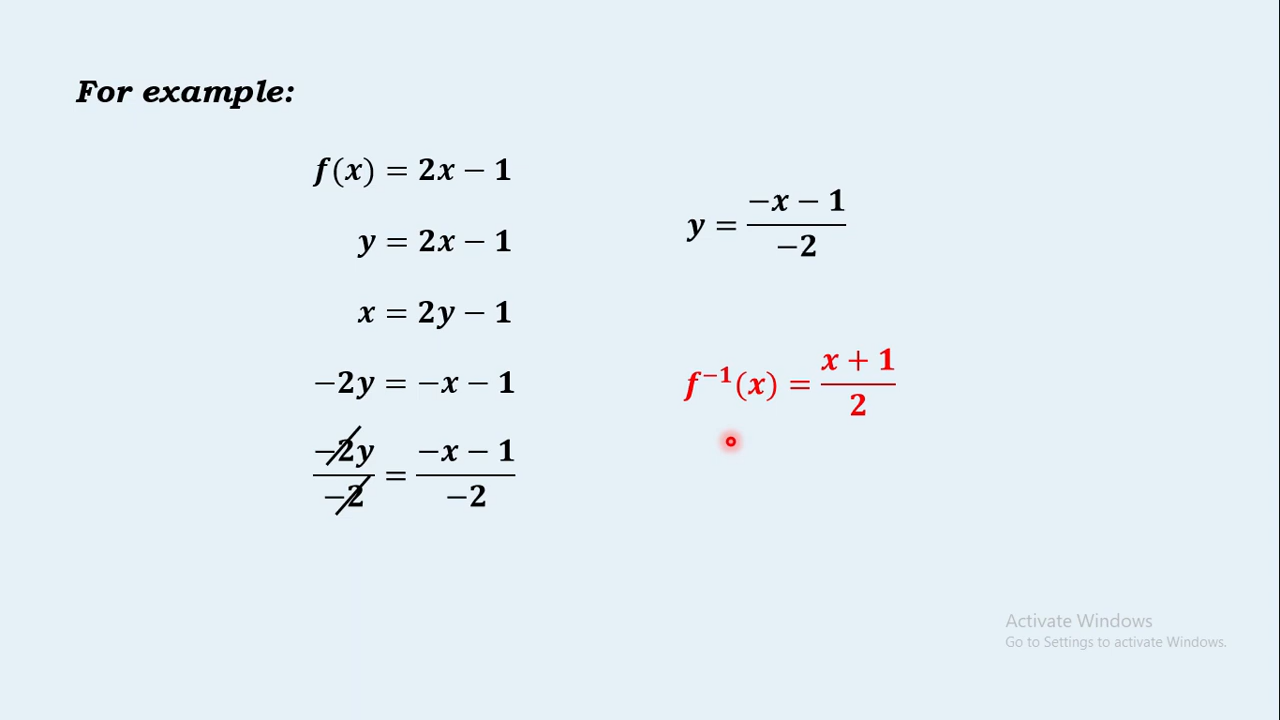 For example:
f(x) = 2x − 1
y = 2x − 1
x = 2y − 1
−2y = −x − 1
−2y/−2 = −x − 1/−2
y = −x − 1/−2
f⁻¹(x) = x + 1/2
Activate Windows
Go to Settings to activate Windows.